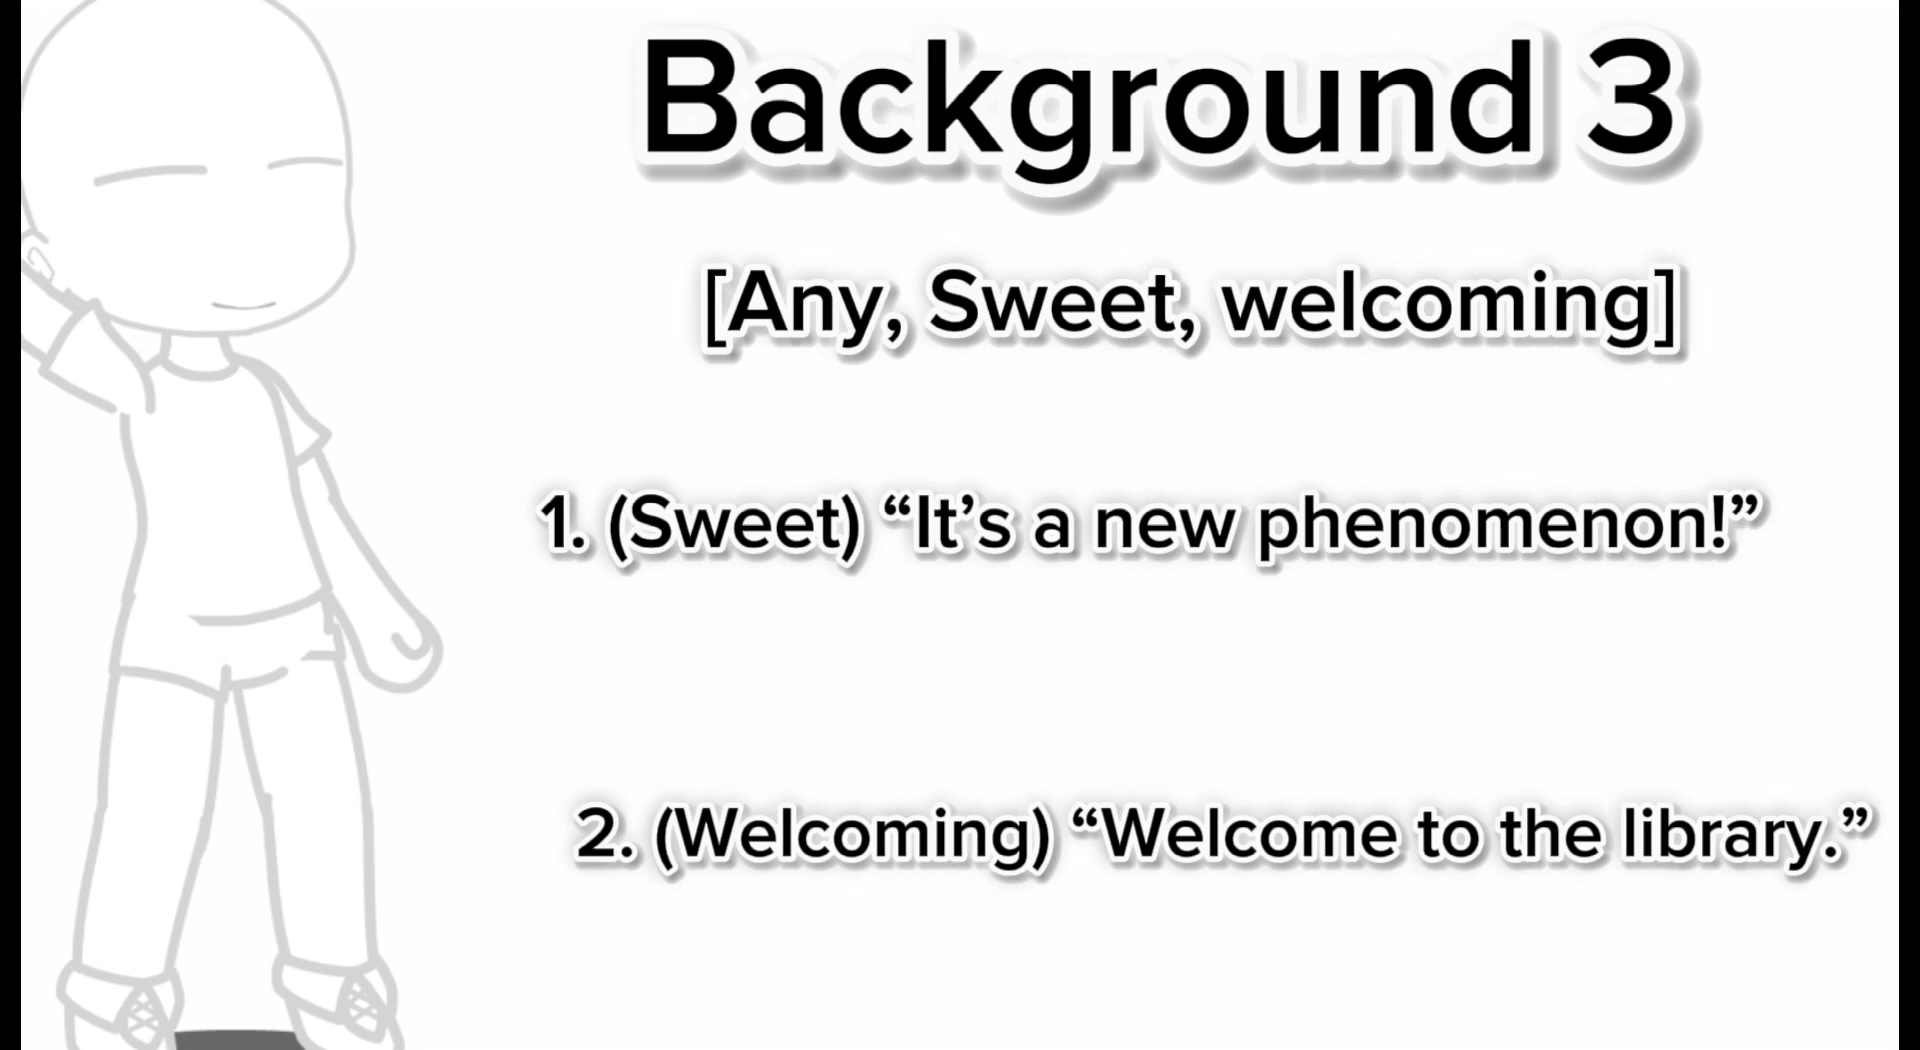 Background 3
[Any, Sweet, welcoming]
1. (Sweet) “It’s a new phenomenon!”
2. (Welcoming) “Welcome to the library.”